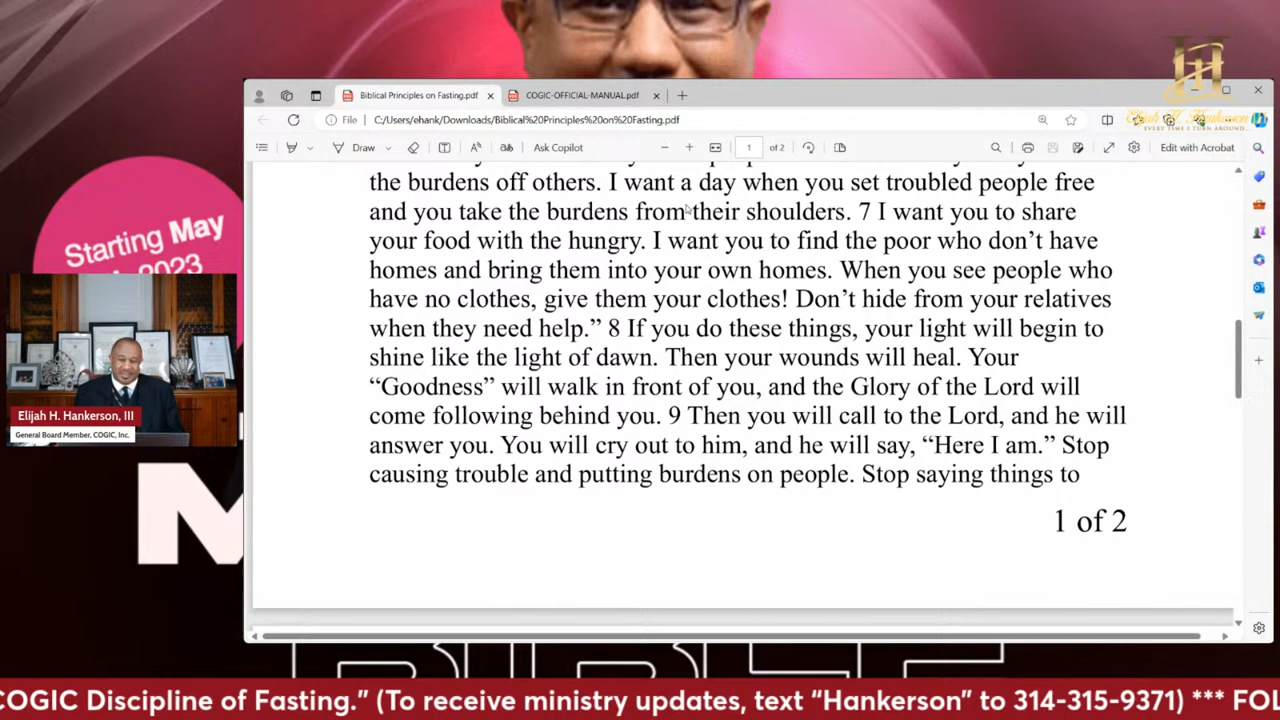 Biblical Principles on Fasting.pdf
COGIC-OFFICIAL-MANUAL.pdf
File
C:/Users/ehank/Downloads/Biblical%20Principles%20on%20Fasting.pdf
Draw
Ask Copilot
1 of 2
Edit with Acrobat
the burdens off others. I want a day when you set troubled people free
and you take the burdens from their shoulders. 7 I want you to share
your food with the hungry. I want you to find the poor who don’t have
homes and bring them into your own homes. When you see people who
have no clothes, give them your clothes! Don’t hide from your relatives
when they need help.” 8 If you do these things, your light will begin to
shine like the light of dawn. Then your wounds will heal. Your
“Goodness” will walk in front of you, and the Glory of the Lord will
come following behind you. 9 Then you will call to the Lord, and he will
answer you. You will cry out to him, and he will say, “Here I am.” Stop
causing trouble and putting burdens on people. Stop saying things to
1 of 2
Starting May
2023
Elijah H. Hankerson, III
General Board Member, COGIC, Inc.
EVERY TIME I TURN AROUND...
BIBLE
COGIC Discipline of Fasting.” (To receive ministry updates, text “Hankerson” to 314-315-9371) *** FOL